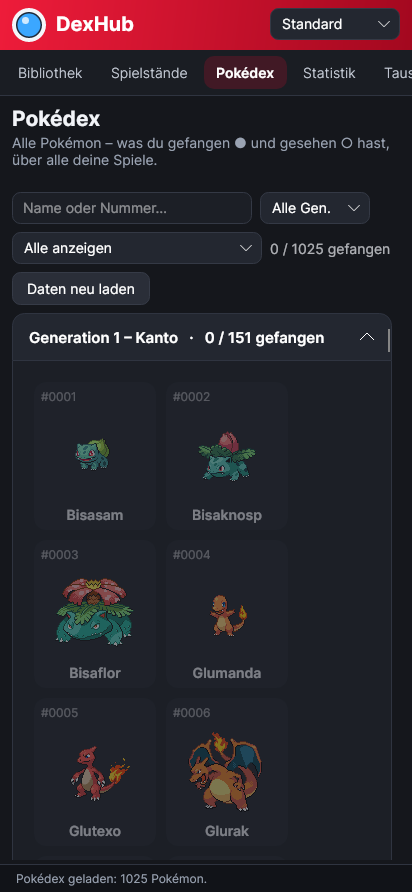 DexHub
Standard
Bibliothek Spielstände Pokédex Statistik Taus
Pokédex
Alle Pokémon – was du gefangen ● und gesehen ○ hast,
über alle deine Spiele.
Name oder Nummer...
Alle Gen.
Alle anzeigen
0 / 1025 gefangen
Daten neu laden
Generation 1 – Kanto · 0 / 151 gefangen
#0001
Bisasam
#0002
Bisaknosp
#0003
Bisaflor
#0004
Glumanda
#0005
Glutexo
#0006
Glurak
Pokédex geladen: 1025 Pokémon.